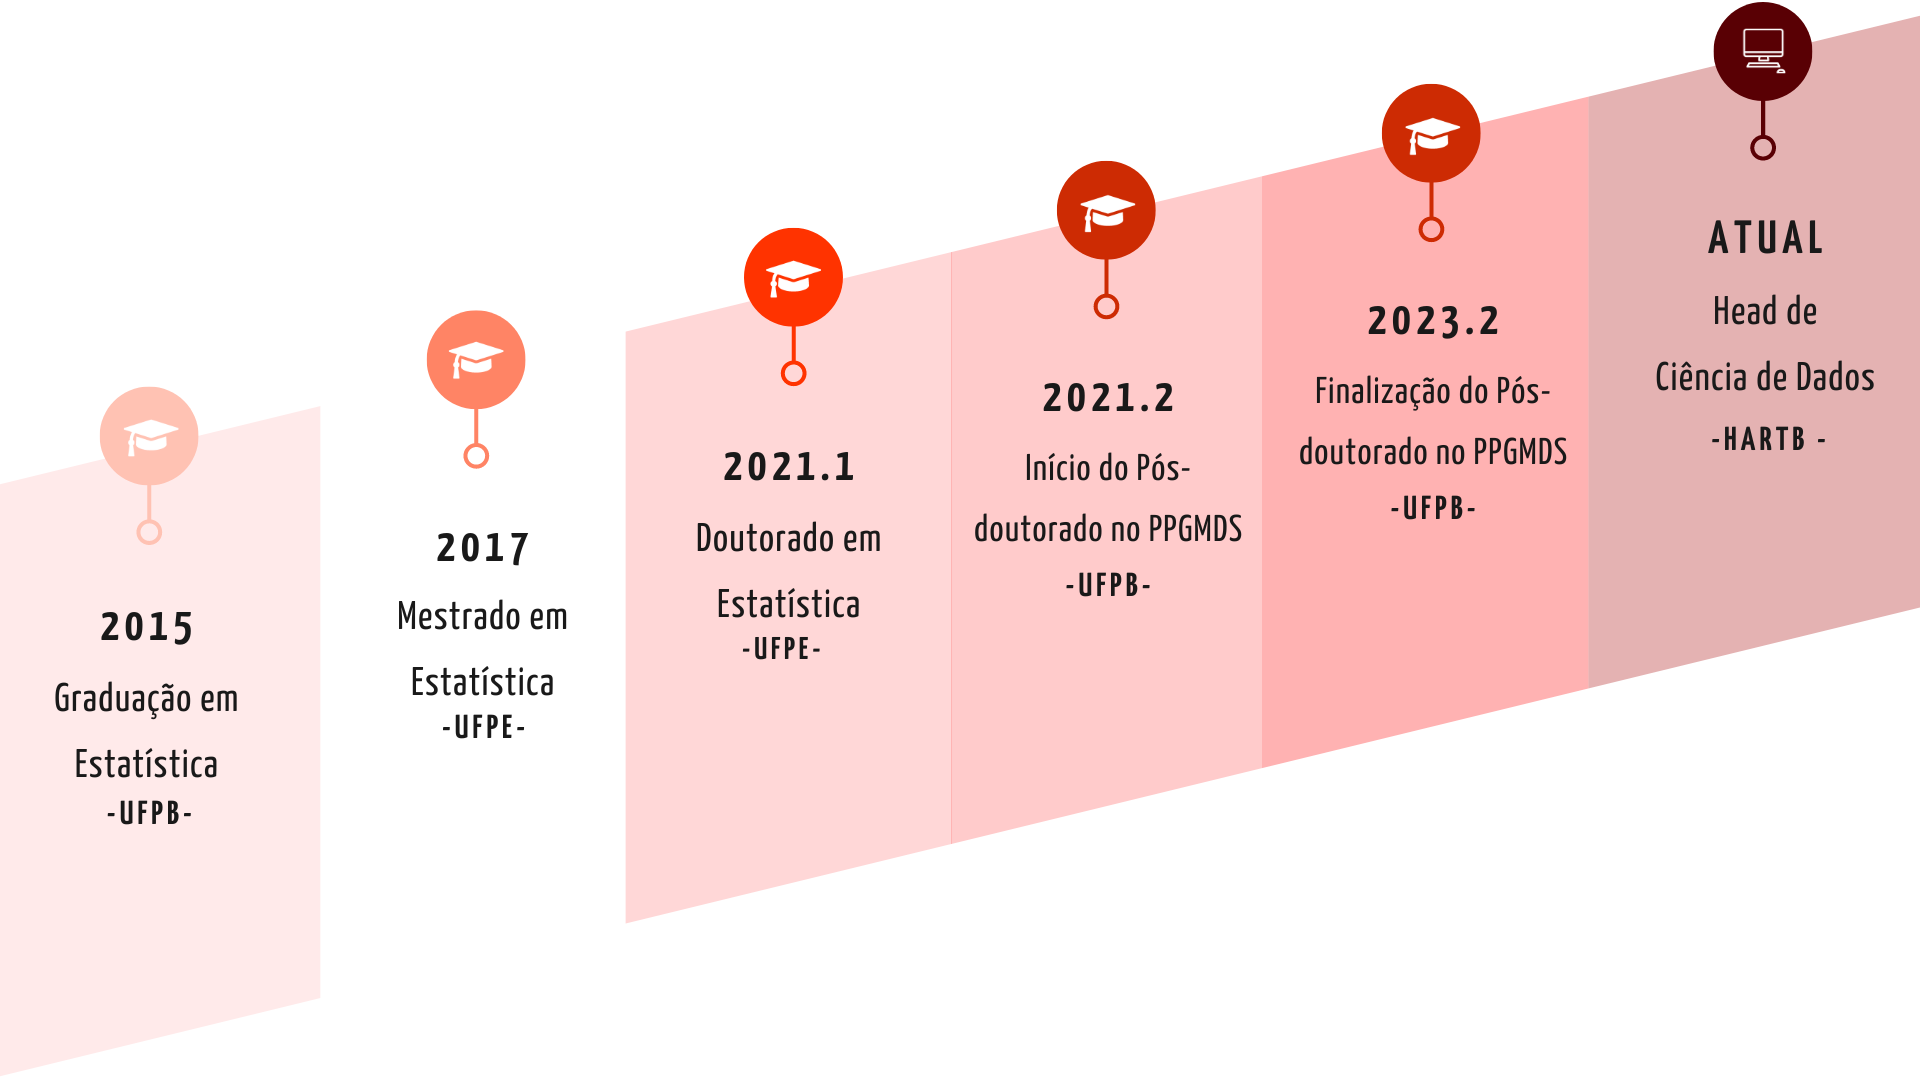 2015
Graduação em
Estatística
-UFPB-
2017
Mestrado em
Estatística
-UFPE-
2021.1
Doutorado em
Estatística
-UFPE-
2021.2
Início do Pós-
doutorado no PPGMDS
-UFPB-
2023.2
Finalização do Pós-
doutorado no PPGMDS
-UFPB-
ATUAL
Head de
Ciência de Dados
-HARTB -